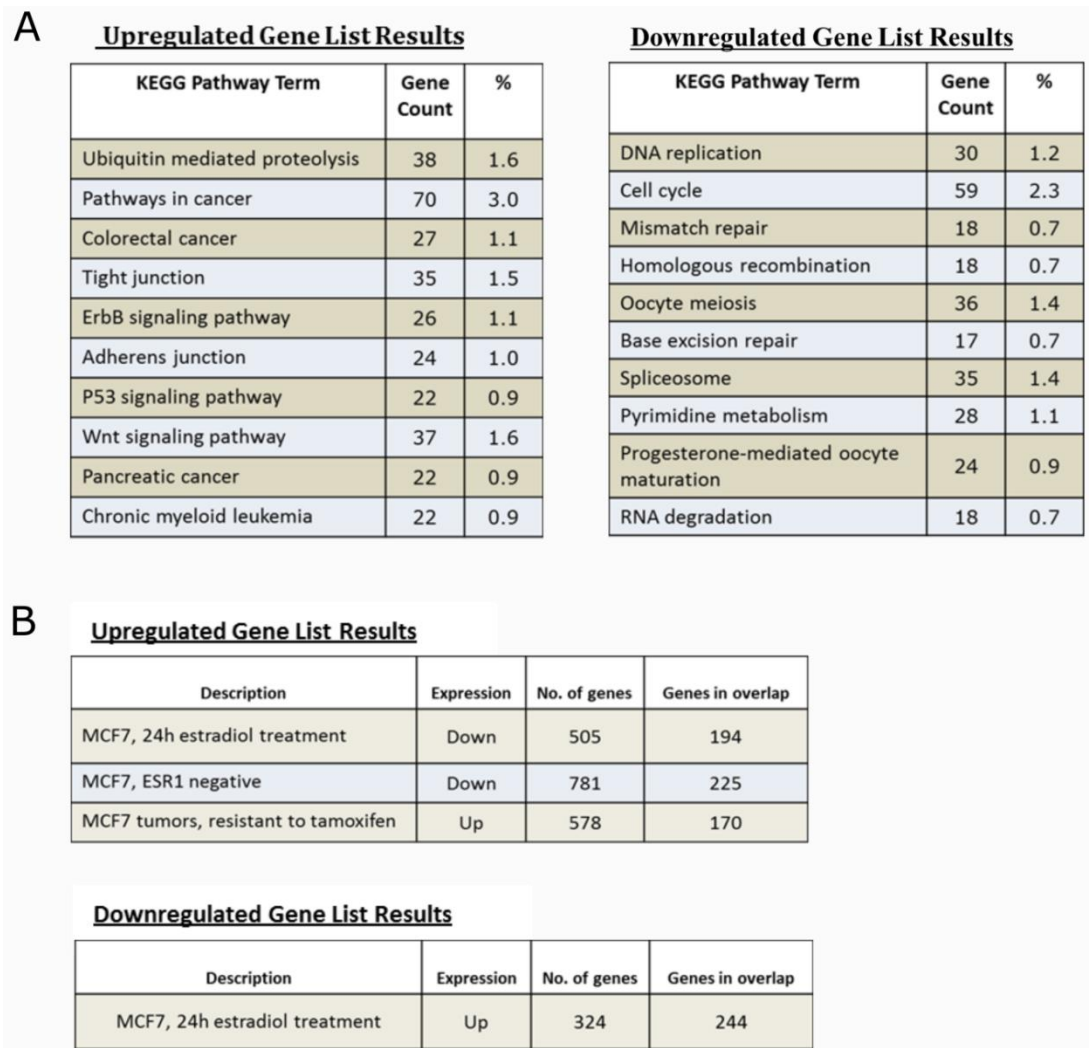 A
Upregulated Gene List Results
KEGG Pathway Term Gene Count %
Ubiquitin mediated proteolysis 38 1.6
Pathways in cancer 70 3.0
Colorectal cancer 27 1.1
Tight junction 35 1.5
ErbB signaling pathway 26 1.1
Adherens junction 24 1.0
P53 signaling pathway 22 0.9
Wnt signaling pathway 37 1.6
Pancreatic cancer 22 0.9
Chronic myeloid leukemia 22 0.9
Downregulated Gene List Results
KEGG Pathway Term Gene Count %
DNA replication 30 1.2
Cell cycle 59 2.3
Mismatch repair 18 0.7
Homologous recombination 18 0.7
Oocyte meiosis 36 1.4
Base excision repair 17 0.7
Spliceosome 35 1.4
Pyrimidine metabolism 28 1.1
Progesterone-mediated oocyte maturation 24 0.9
RNA degradation 18 0.7
B
Upregulated Gene List Results
Description Expression No. of genes Genes in overlap
MCF7, 24h estradiol treatment Down 505 194
MCF7, ESR1 negative Down 781 225
MCF7 tumors, resistant to tamoxifen Up 578 170
Downregulated Gene List Results
Description Expression No. of genes Genes in overlap
MCF7, 24h estradiol treatment Up 324 244